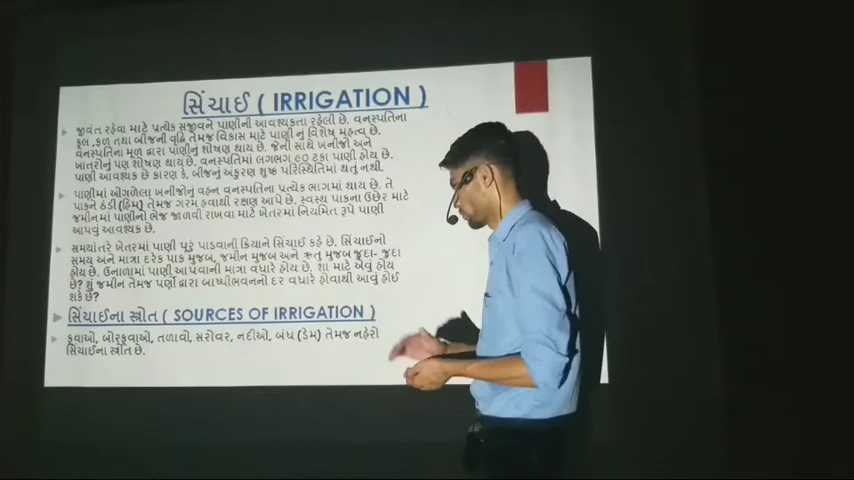 સિંચાઈ ( IRRIGATION )
જીવંત રહેવા માટે પ્રત્યેક સજીવને પાણીની આવશ્યકતા રહેલી છે. વનસ્પતિના
ફૂલ ,ફળ તથા બીજની વૃદ્ધિ તેમજ વિકાસ માટે પાણી નું વિશેષ મહત્વ છે.
વનસ્પતિના મૂળ દ્વારા પાણીનું શોષણ થાય છે. જેની સાથે ખનીજો અને
ખાતરોનું પણ શોષણ થાય છે. વનસ્પતિમાં લગભગ ૯૦ ટકા પાણી હોય છે.
પાણી આવશ્યક છે કારણ કે, બીજનું અંકુરણ શુષ્ક પરિસ્થિતિમાં થતું નથી.
પાણીમાં ઓગળેલા ખનીજોનું વહન વનસ્પતિના પ્રત્યેક ભાગમાં થાય છે. તે
પાકને ઠંડી(હિમ) તેમજ ગરમ હવાથી રક્ષણ આપે છે. સ્વસ્થ પાકના ઉછેર માટે
જમીનમાં પાણીનો ભેજ જાળવી રાખવા માટે ખેતરમાં નિયમિત રૂપે પાણી
આપવું આવશ્યક છે.
સમયાંતરે ખેતરમાં પાણી પૂરું પાડવાની ક્રિયાને સિંચાઈ કહે છે. સિંચાઈનો
સમય અને માત્રા દરેક પાક મુજબ, જમીન મુજબ અને ઋતુ મુજબ જુદા- જુદા
હોય છે. ઉનાળામાં પાણી આપવાની માત્રા વધારે હોય છે. શા માટે એવું હોય
છે? શું જમીન તેમજ પર્ણો દ્વારા બાષ્પીભવનનો દર વધારે હોવાથી આવું હોઈ
શકે છે?
સિંચાઈના સ્ત્રોત ( SOURCES OF IRRIGATION )
કૂવાઓ, બોરકૂવાઓ, તળાવો, સરોવર, નદીઓ, બંધ (ડેમ) તેમજ નહેરો
સિંચાઈના સ્ત્રોત છે.